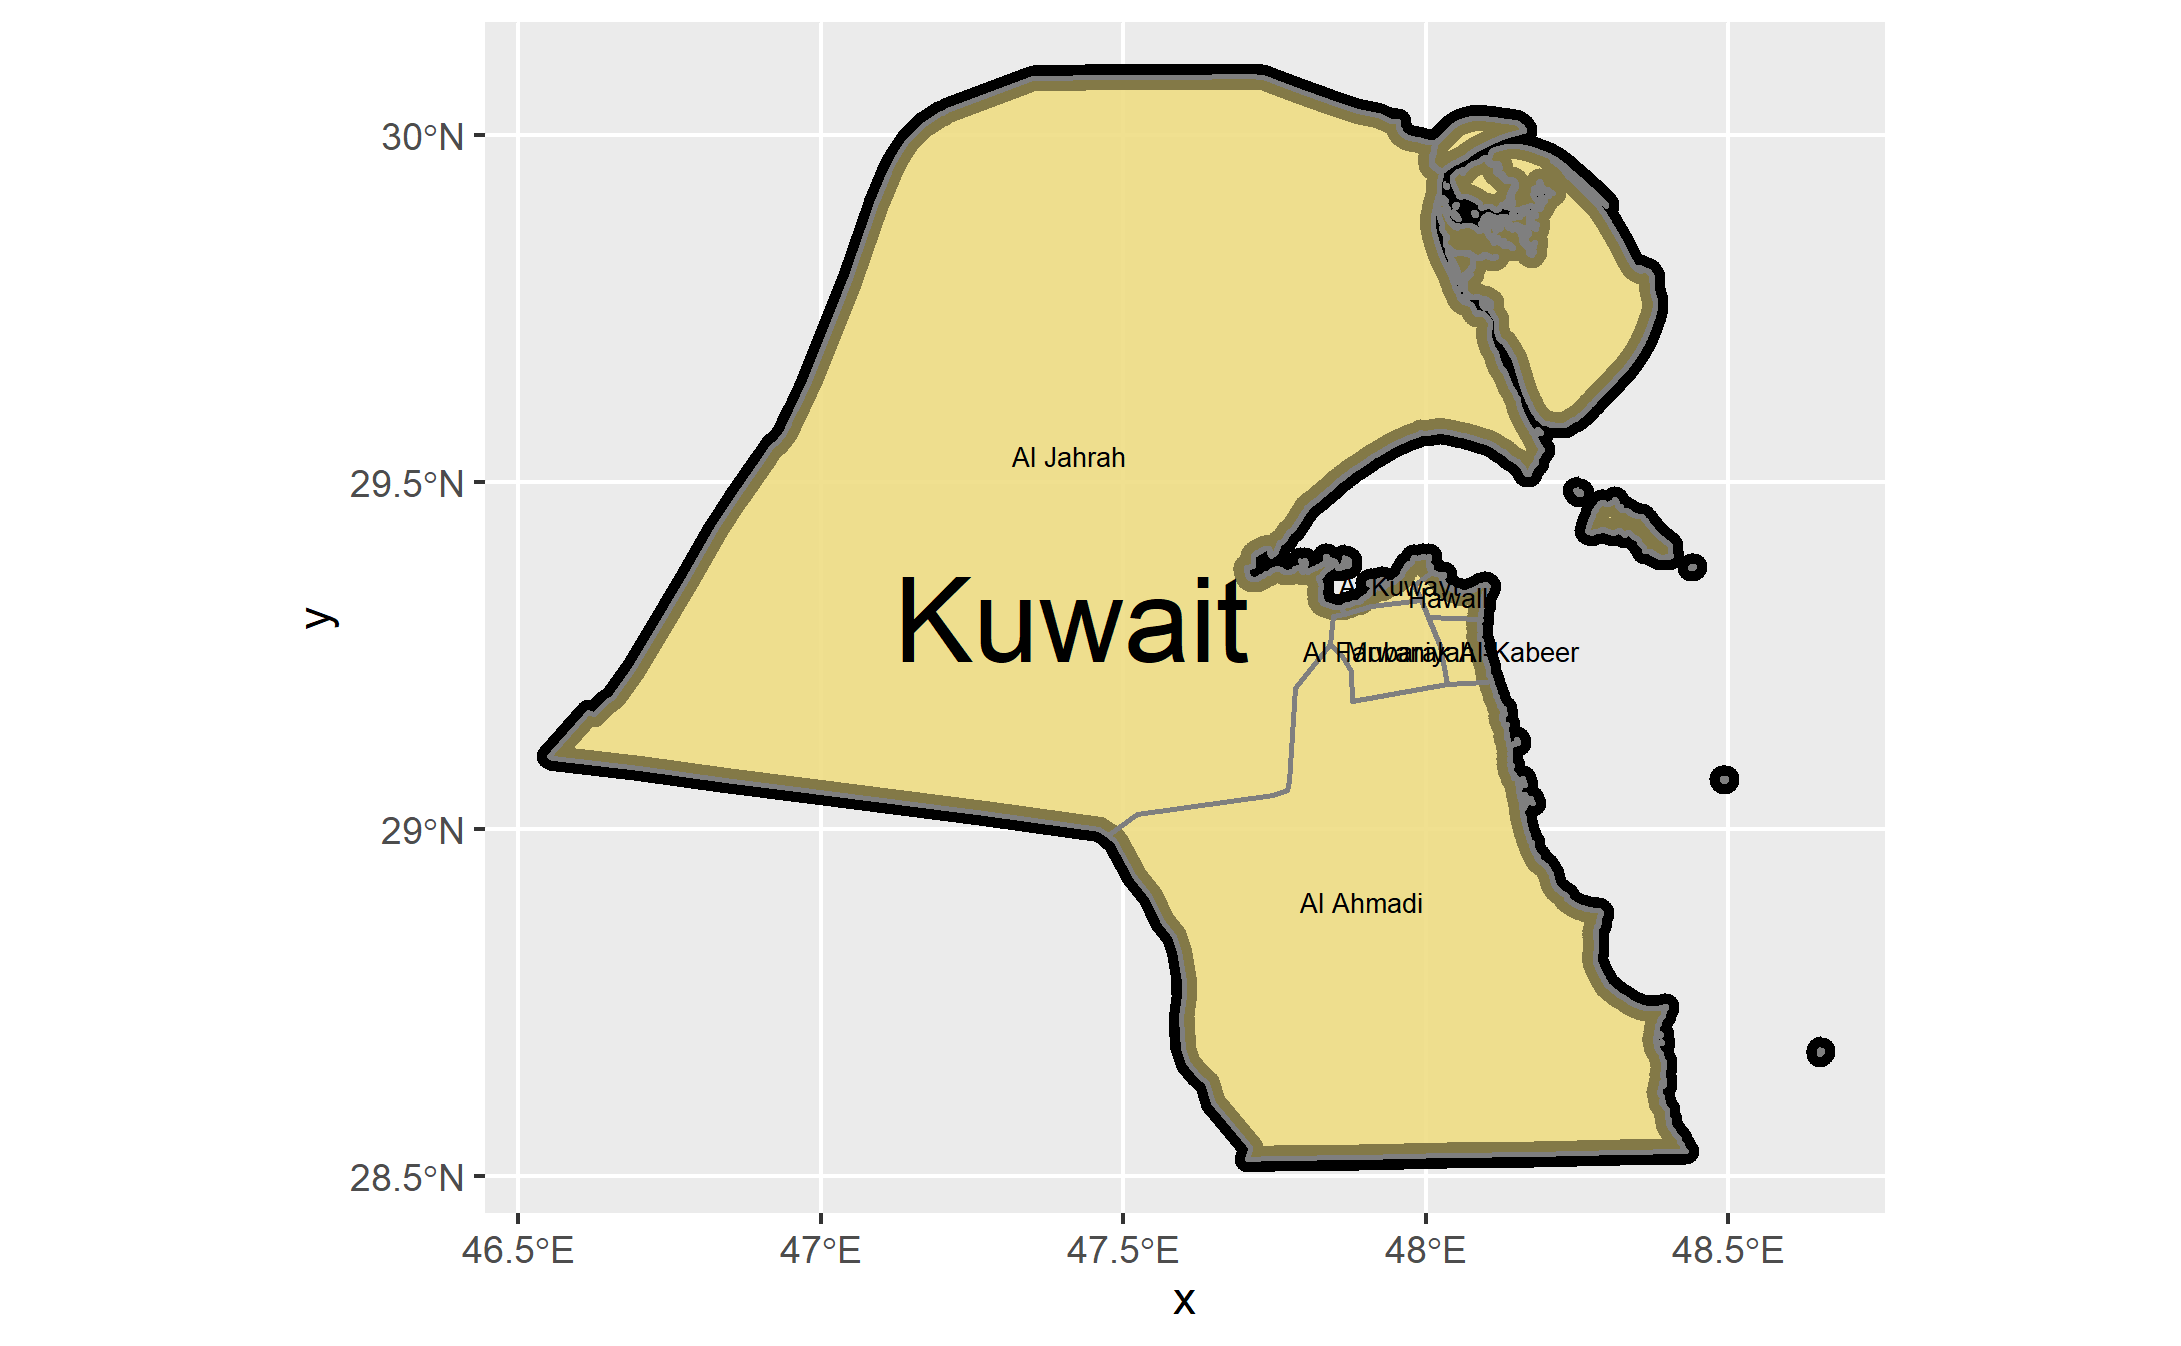 30°N
29.5°N
29°N
28.5°N
y
Al Jahrah
Kuwait
Al Kuwayt
Hawalli
Al Farwaniyah
Mubarak Al-Kabeer
Al Ahmadi
46.5°E
47°E
47.5°E
48°E
48.5°E
x